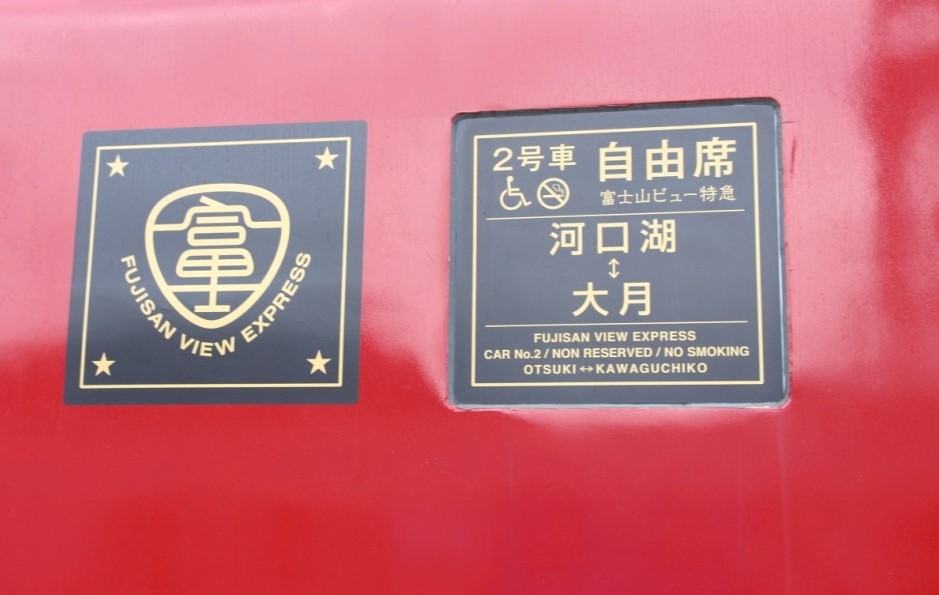 富
FUJISAN VIEW EXPRESS
2号車 自由席
富士山ビュー特急
河口湖
↕
大月
FUJISAN VIEW EXPRESS
CAR No.2 / NON RESERVED / NO SMOKING
OTSUKI ↔ KAWAGUCHIKO